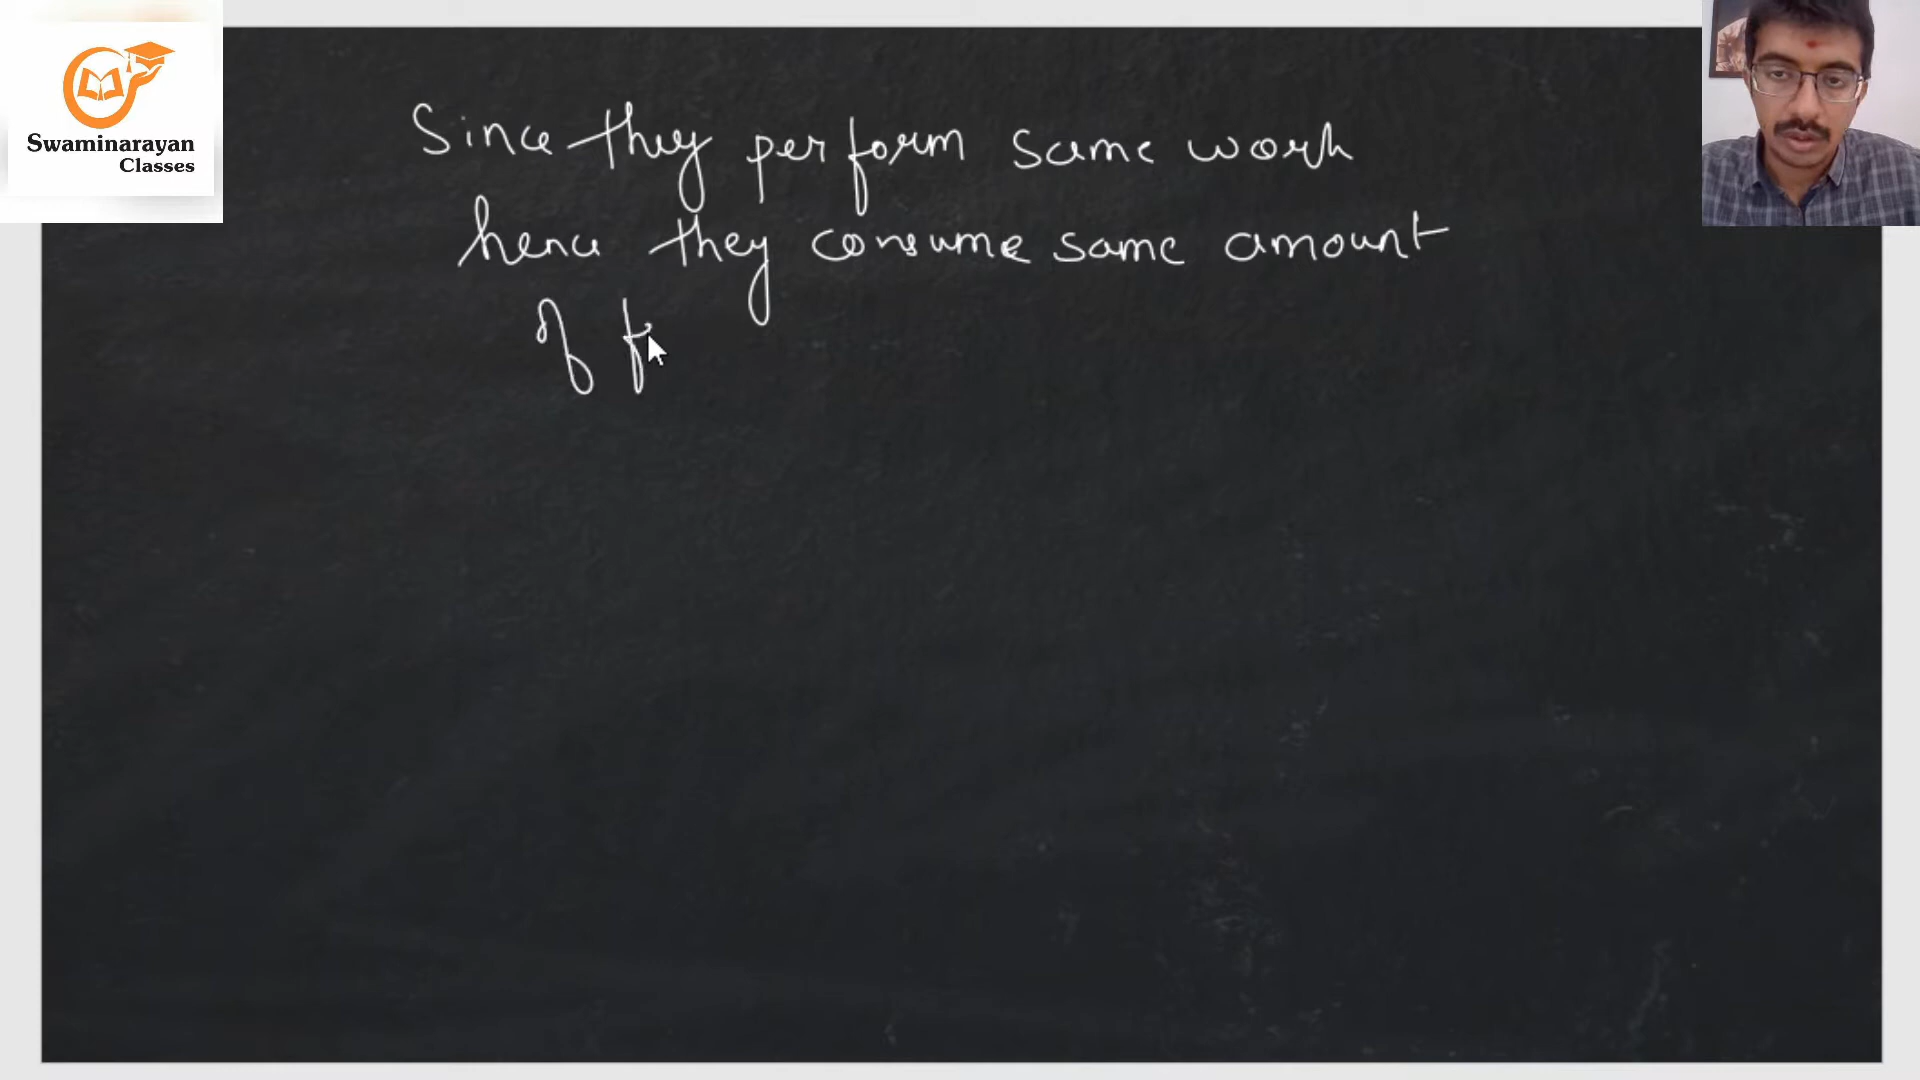 Swaminarayan
Classes
Since they perform same work
hence they consume same amount
of f